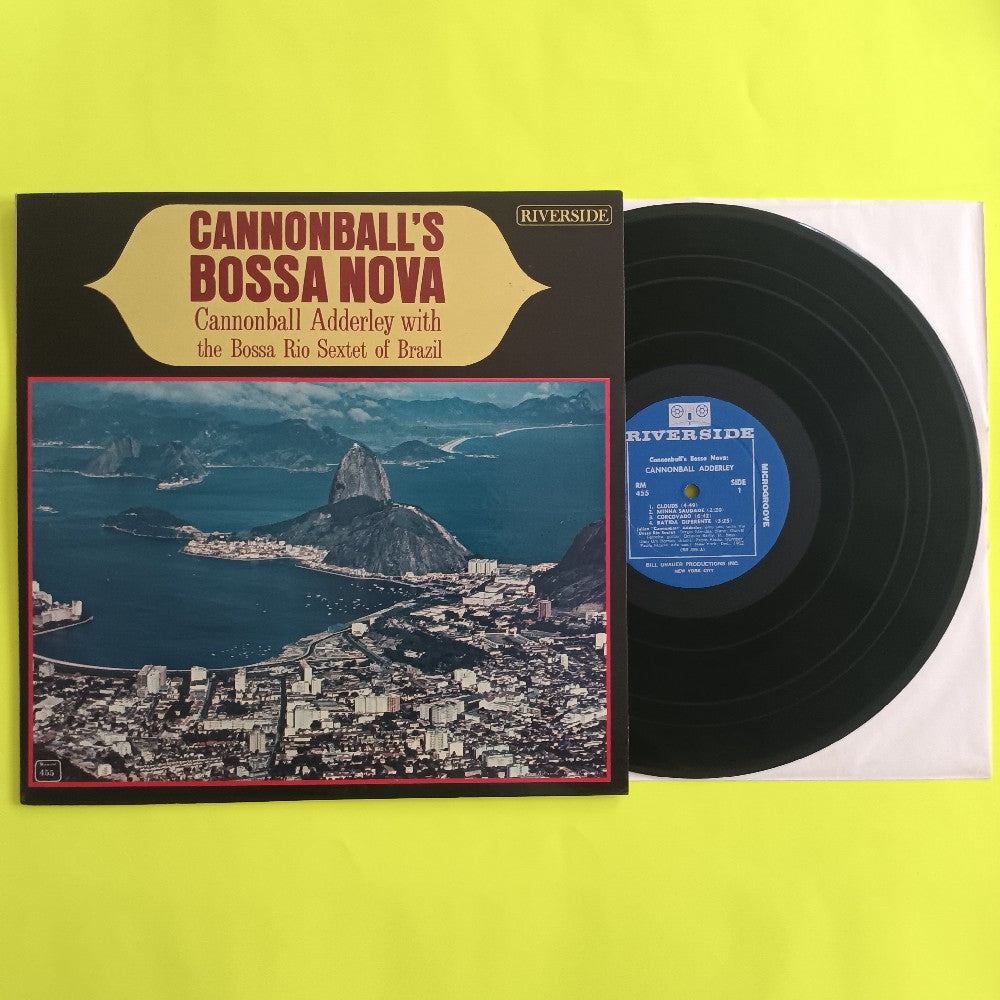 CANNONBALL'S
BOSSA NOVA
Cannonball Adderley with
the Bossa Rio Sextet of Brazil
RIVERSIDE
455
RIVERSIDE
Cannonball's Bossa Nova:
CANNONBALL ADDERLEY
RM
455
SIDE
1
MICROGROOVE
1. CLOUDS (4:49)
2. MINHA SAUDADE
3. CORCOVADO
4. BATIDA DIFERENTE
BILL GRAUER PRODUCTIONS INC.
NEW YORK CITY